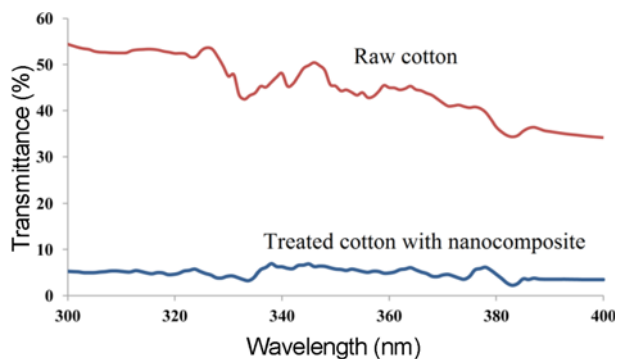 60
50
40
30
20
10
0
Transmittance (%)
Raw cotton
Treated cotton with nanocomposite
300 320 340 360 380 400
Wavelength (nm)